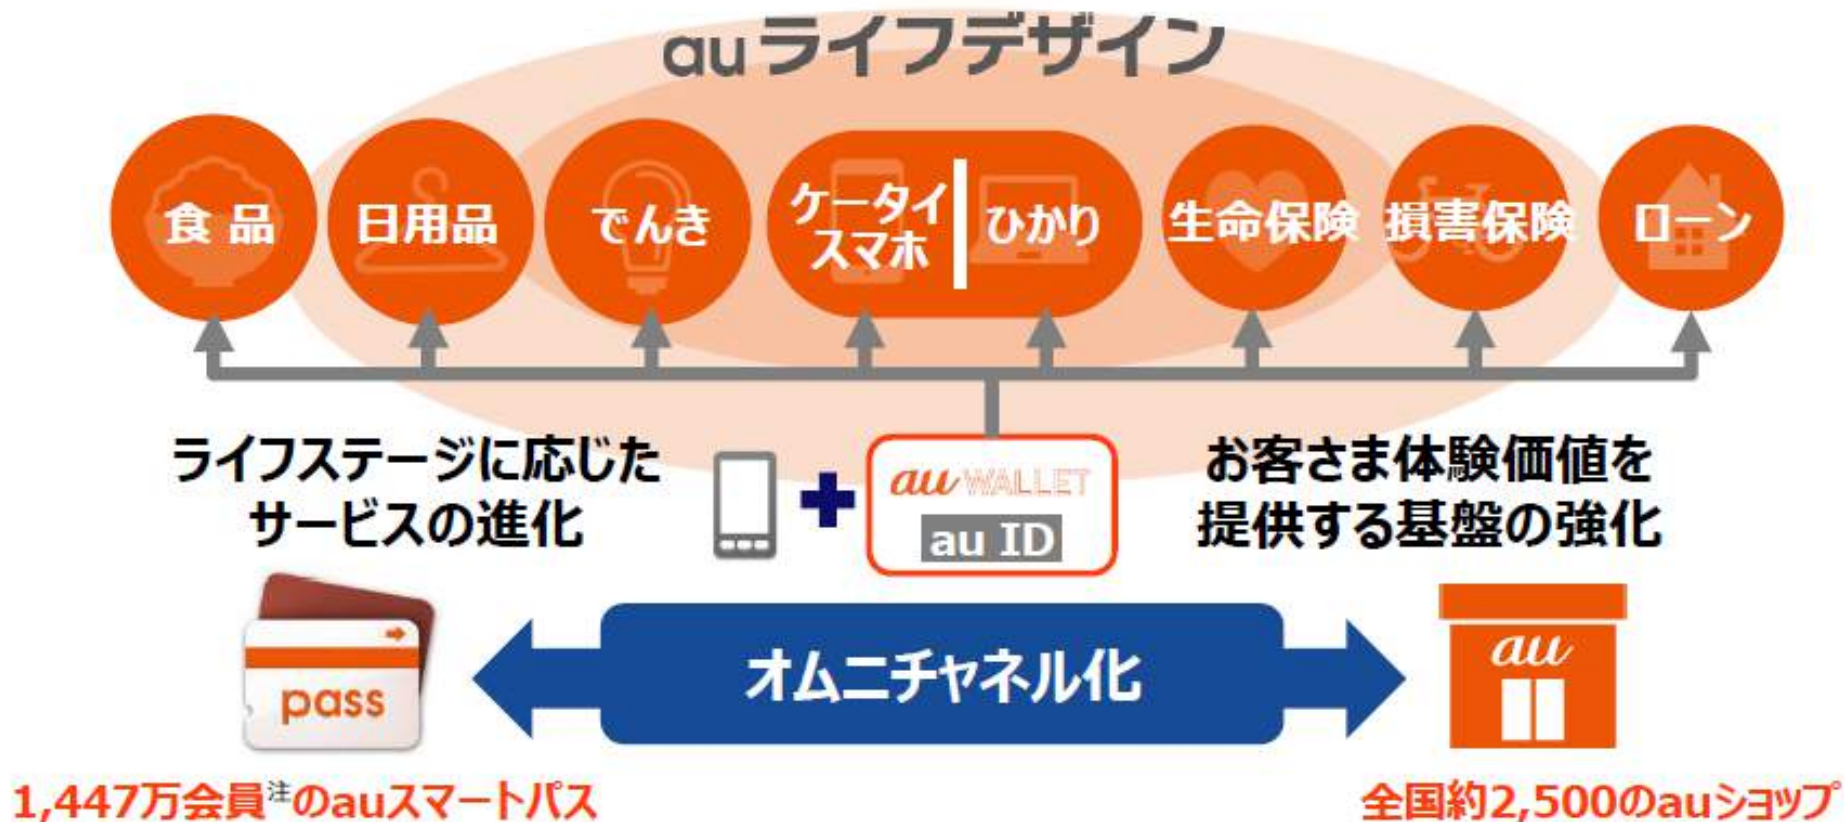 auライフデザイン
食品
日用品
でんき
ケータイ
スマホ
ひかり
生命保険
損害保険
ローン
ライフステージに応じた
サービスの進化
au WALLET
au ID
お客さま体験価値を
提供する基盤の強化
pass
オムニチャネル化
au
1,447万会員注のauスマートパス
全国約2,500のauショップ